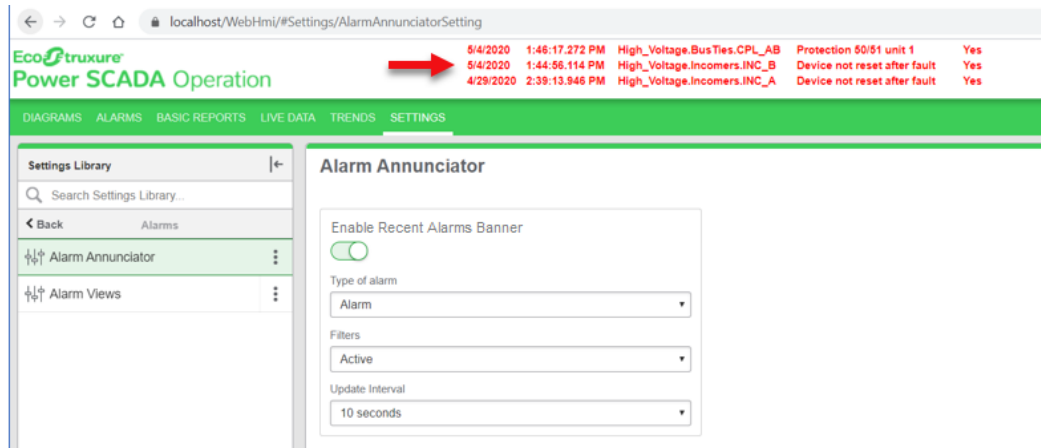 localhost/WebHmi/#Settings/AlarmAnnunciatorSetting
EcoStruxure
Power SCADA Operation
5/4/2020 1:46:17.272 PM High_Voltage.BusTies.CPL_AB Protection 50/51 unit 1 Yes
5/4/2020 1:44:56.114 PM High_Voltage.Incomers.INC_B Device not reset after fault Yes
4/29/2020 2:39:13.946 PM High_Voltage.Incomers.INC_A Device not reset after fault Yes
DIAGRAMS ALARMS BASIC REPORTS LIVE DATA TRENDS SETTINGS
Settings Library
Search Settings Library...
Back Alarms
Alarm Annunciator
Alarm Views
Alarm Annunciator
Enable Recent Alarms Banner
Type of alarm
Alarm
Filters
Active
Update Interval
10 seconds